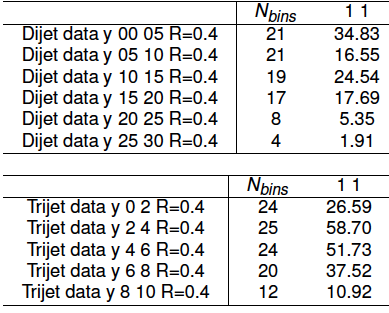 N_bins 1 1
Dijet data y 00 05 R=0.4 21 34.83
Dijet data y 05 10 R=0.4 21 16.55
Dijet data y 10 15 R=0.4 19 24.54
Dijet data y 15 20 R=0.4 17 17.69
Dijet data y 20 25 R=0.4 8 5.35
Dijet data y 25 30 R=0.4 4 1.91
N_bins 1 1
Trijet data y 0 2 R=0.4 24 26.59
Trijet data y 2 4 R=0.4 25 58.70
Trijet data y 4 6 R=0.4 24 51.73
Trijet data y 6 8 R=0.4 20 37.52
Trijet data y 8 10 R=0.4 12 10.92